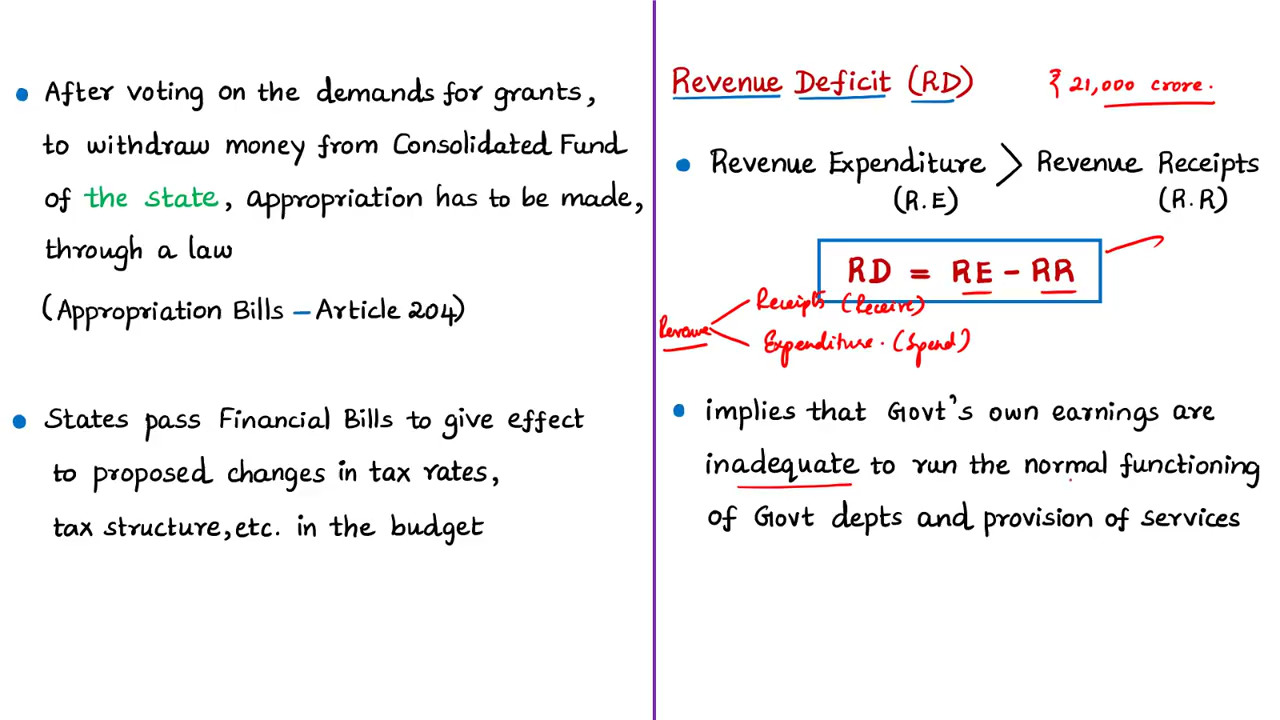 • After voting on the demands for grants,
to withdraw money from Consolidated Fund
of the state, appropriation has to be made,
through a law
(Appropriation Bills – Article 204)
• States pass Financial Bills to give effect
to proposed changes in tax rates,
tax structure, etc. in the budget
Revenue Deficit (RD) ₹ 21,000 crore.
• Revenue Expenditure > Revenue Receipts
(R.E) (R.R)
RD = RE - RR
Receipts (Receive)
Revenue
Expenditure. (Spend)
• implies that Govt's own earnings are
inadequate to run the normal functioning
of Govt depts and provision of services